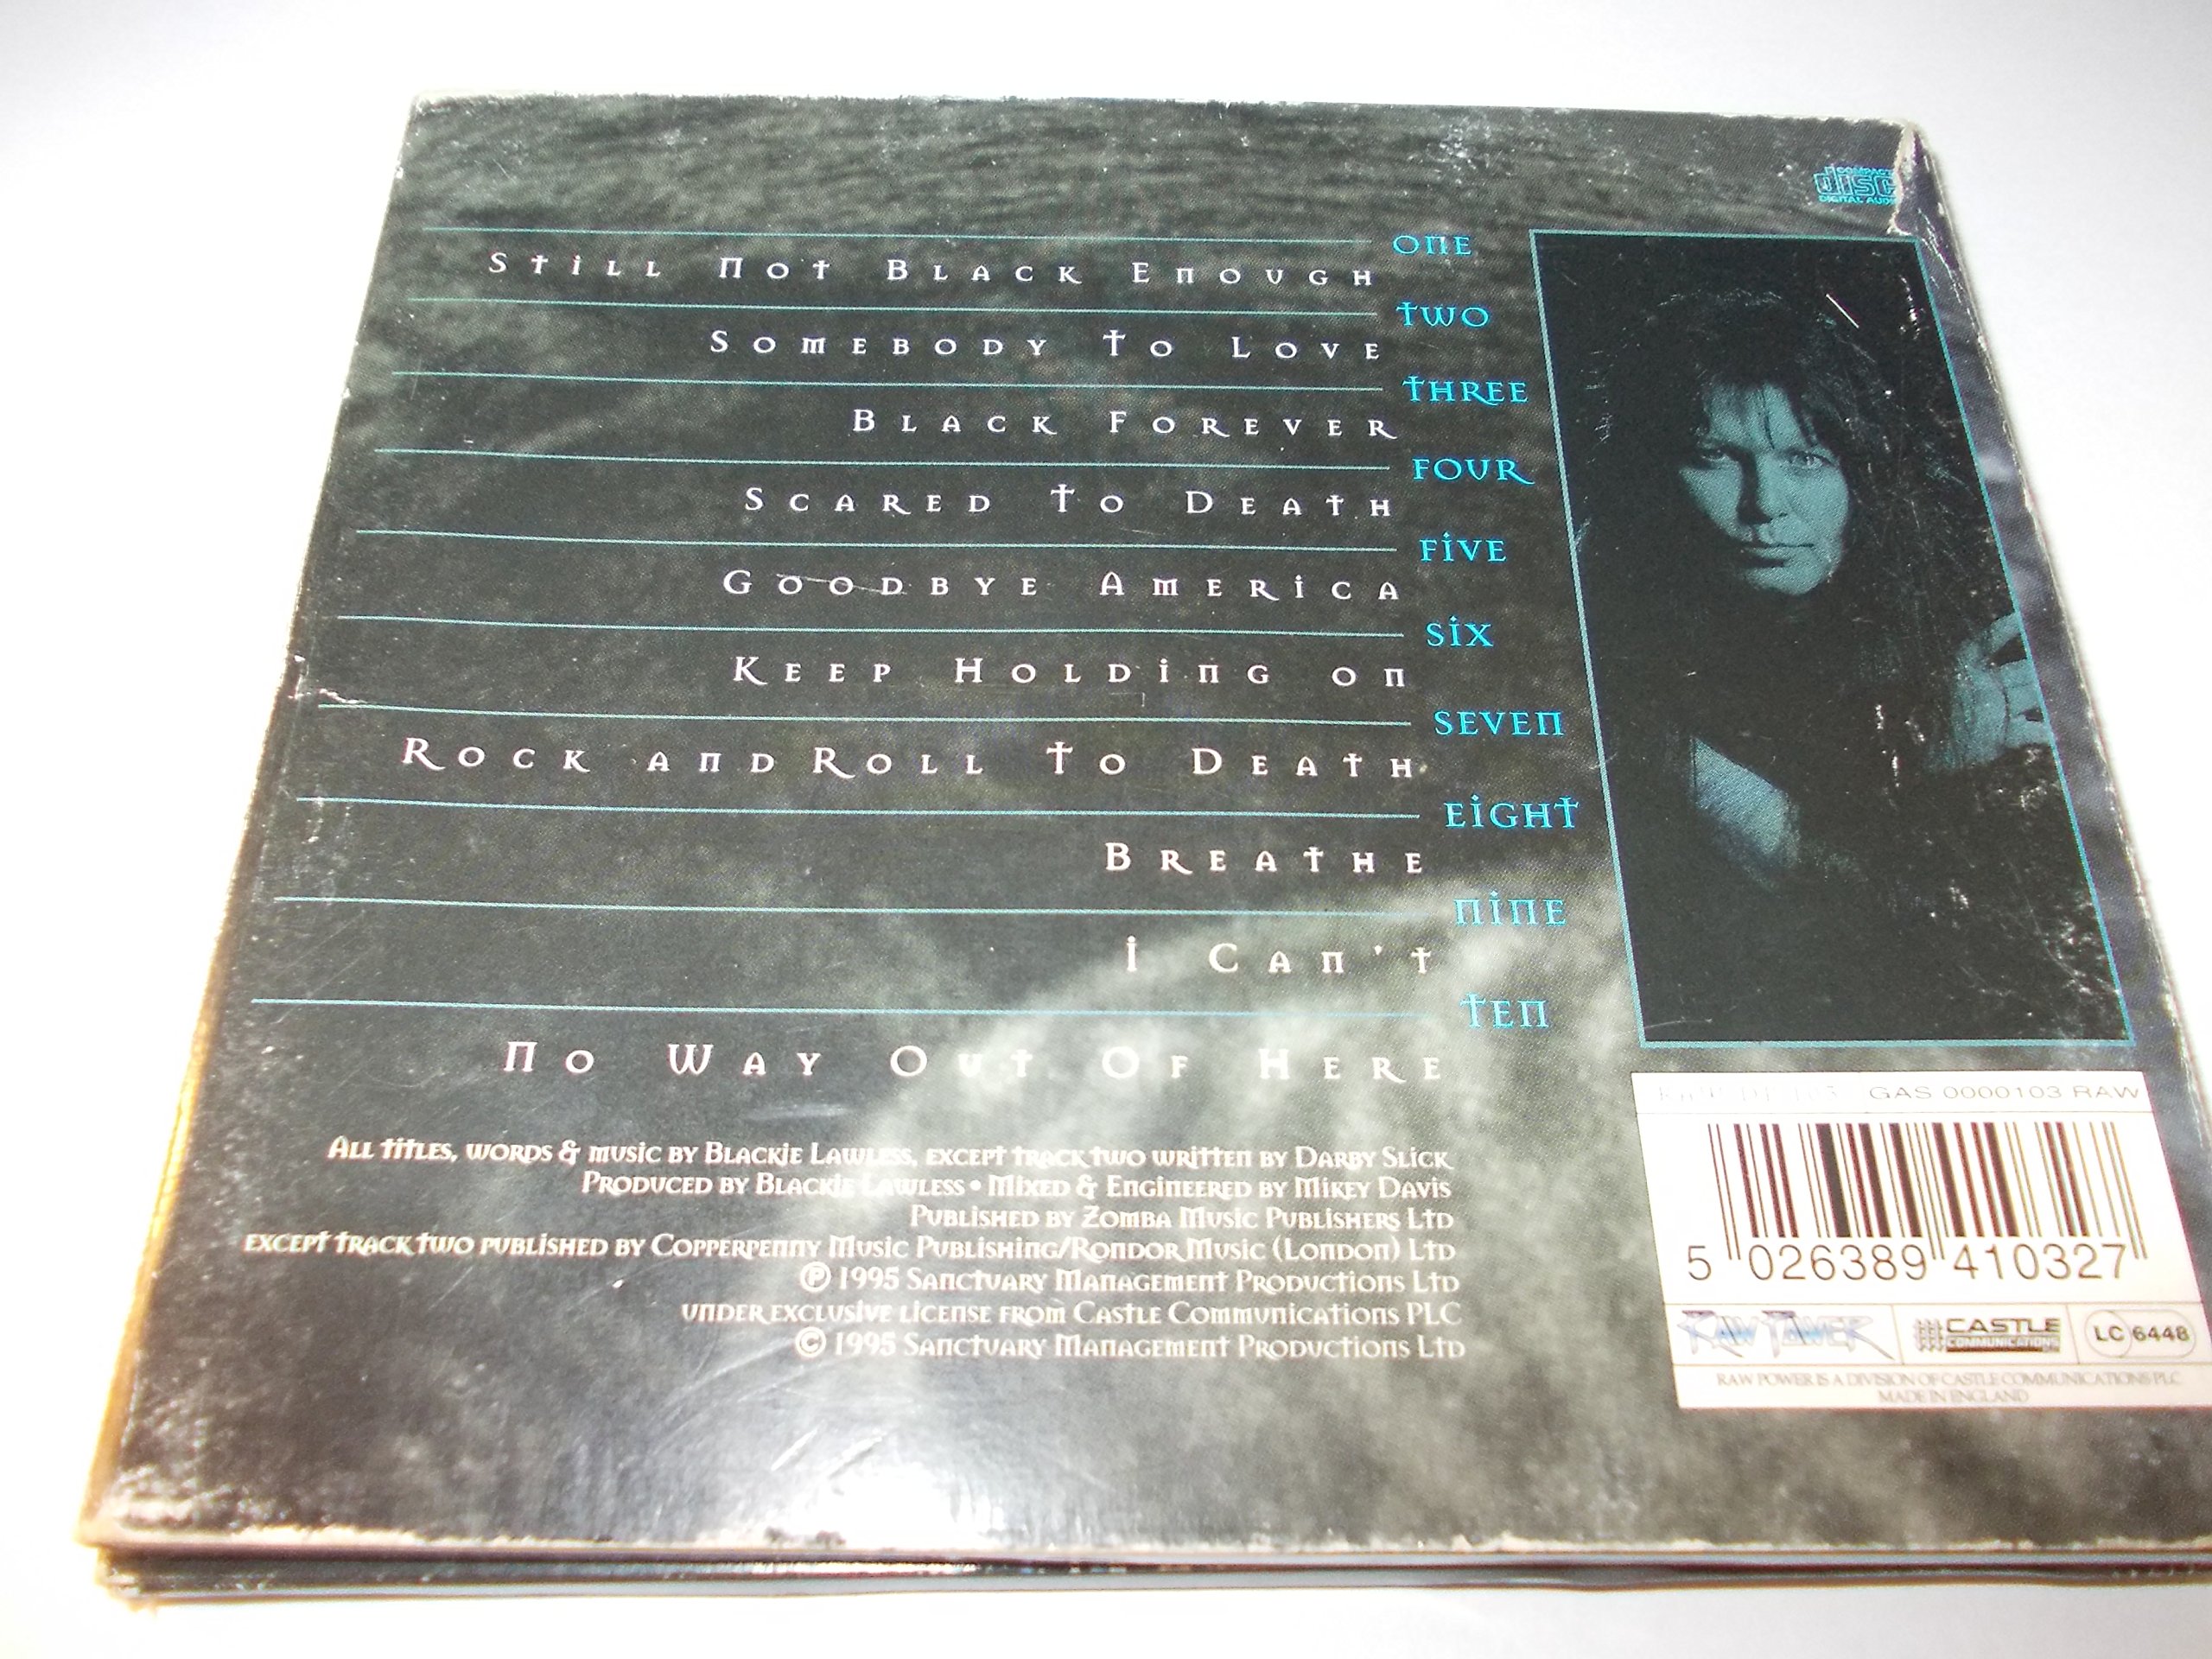 COMPACT
DISC
DIGITAL AUDIO
ONE
STILL NOT BLACK ENOUGH
TWO
SOMEBODY TO LOVE
THREE
BLACK FOREVER
FOUR
SCARED TO DEATH
FIVE
GOODBYE AMERICA
SIX
KEEP HOLDING ON
SEVEN
ROCK AND ROLL TO DEATH
EIGHT
BREATHE
NINE
I CAN'T
TEN
NO WAY OUT OF HERE
ALL TITLES, WORDS & MUSIC BY BLACKIE LAWLESS, EXCEPT TRACK TWO WRITTEN BY DARBY SLICK
PRODUCED BY BLACKIE LAWLESS • MIXED & ENGINEERED BY MIKEY DAVIS
PUBLISHED BY ZOMBA MUSIC PUBLISHERS LTD
EXCEPT TRACK TWO PUBLISHED BY COPPERPENNY MUSIC PUBLISHING/RONDOR MUSIC (LONDON) LTD
℗ 1995 SANCTUARY MANAGEMENT PRODUCTIONS LTD
UNDER EXCLUSIVE LICENSE FROM CASTLE COMMUNICATIONS PLC
© 1995 SANCTUARY MANAGEMENT PRODUCTIONS LTD
GAS 0000103 RAW
5 026389 410327
RAW POWER
CASTLE
COMMUNICATIONS
LC 6448
RAW POWER IS A DIVISION OF CASTLE COMMUNICATIONS PLC
MADE IN ENGLAND